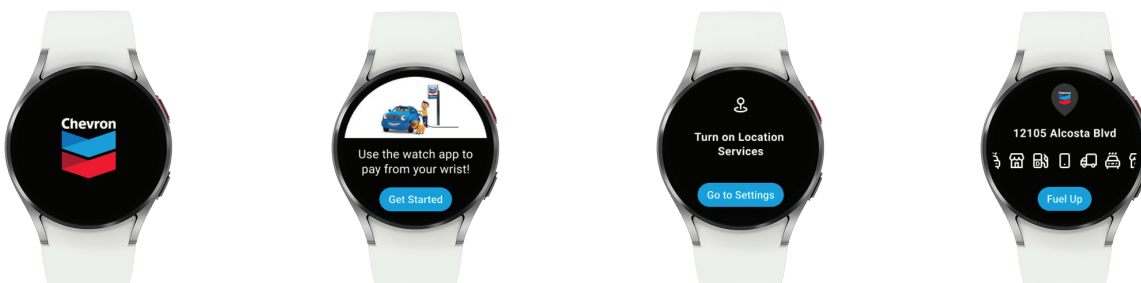 Chevron
Use the watch app to
pay from your wrist!
Get Started
Turn on Location
Services
Go to Settings
Chevron
12105 Alcosta Blvd
Fuel Up